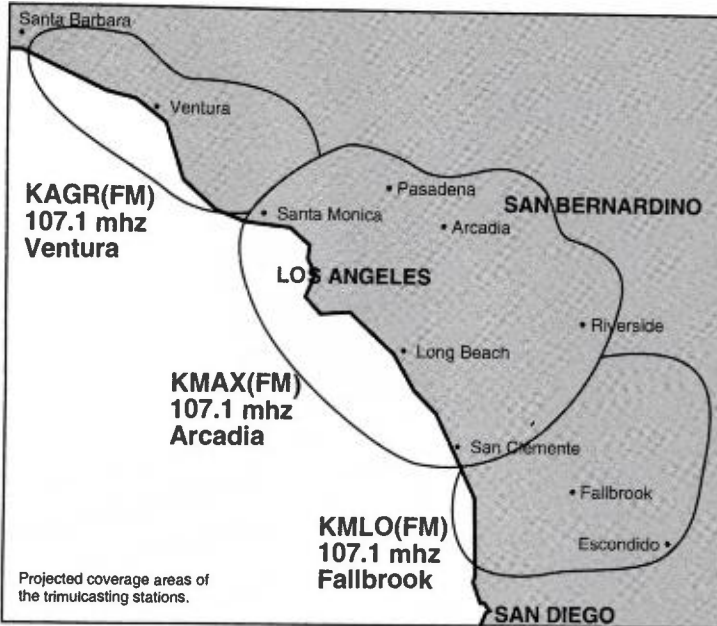 Santa Barbara
Ventura
KAGR(FM)
107.1 mhz
Ventura
Pasadena
Santa Monica
SAN BERNARDINO
Arcadia
LOS ANGELES
Riverside
Long Beach
KMAX(FM)
107.1 mhz
Arcadia
San Clemente
Fallbrook
KMLO(FM)
107.1 mhz
Fallbrook
Escondido
Projected coverage areas of
the trimulcasting stations.
SAN DIEGO